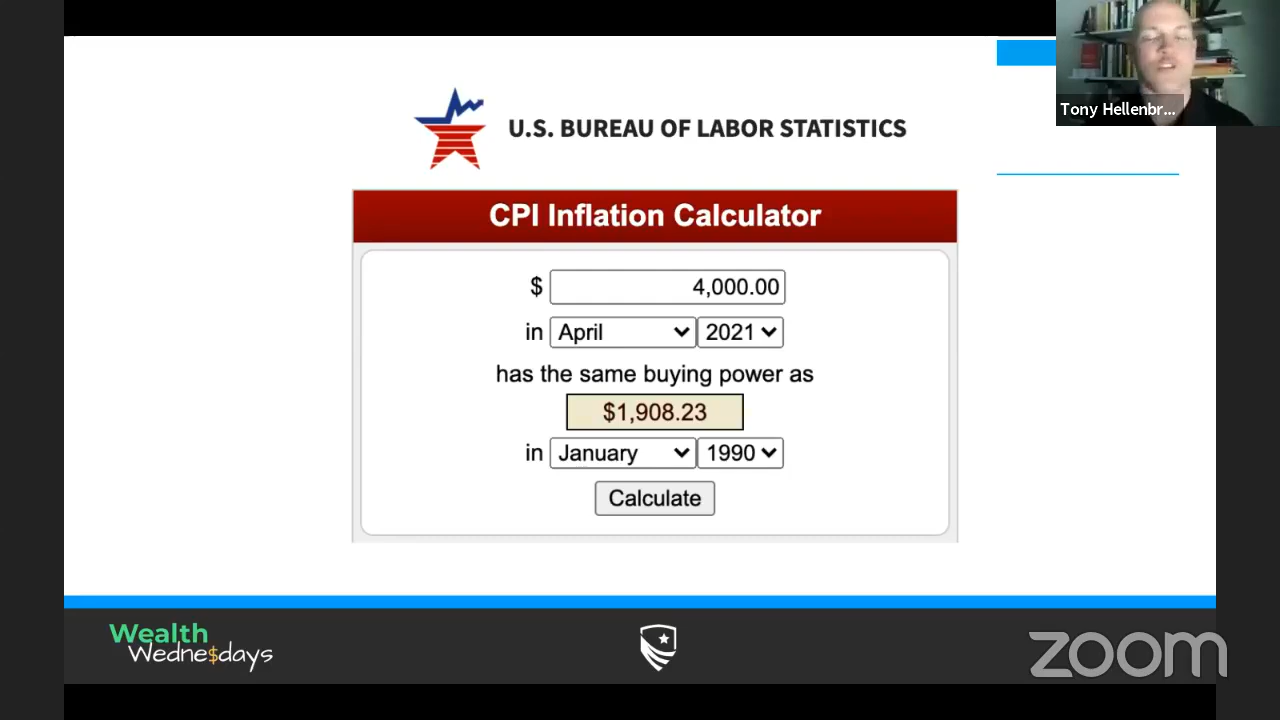 Tony Hellenbr...
U.S. BUREAU OF LABOR STATISTICS
CPI Inflation Calculator
$ 4,000.00
in April 2021
has the same buying power as
$1,908.23
in January 1990
Calculate
Wealth
Wedne$days
zoom